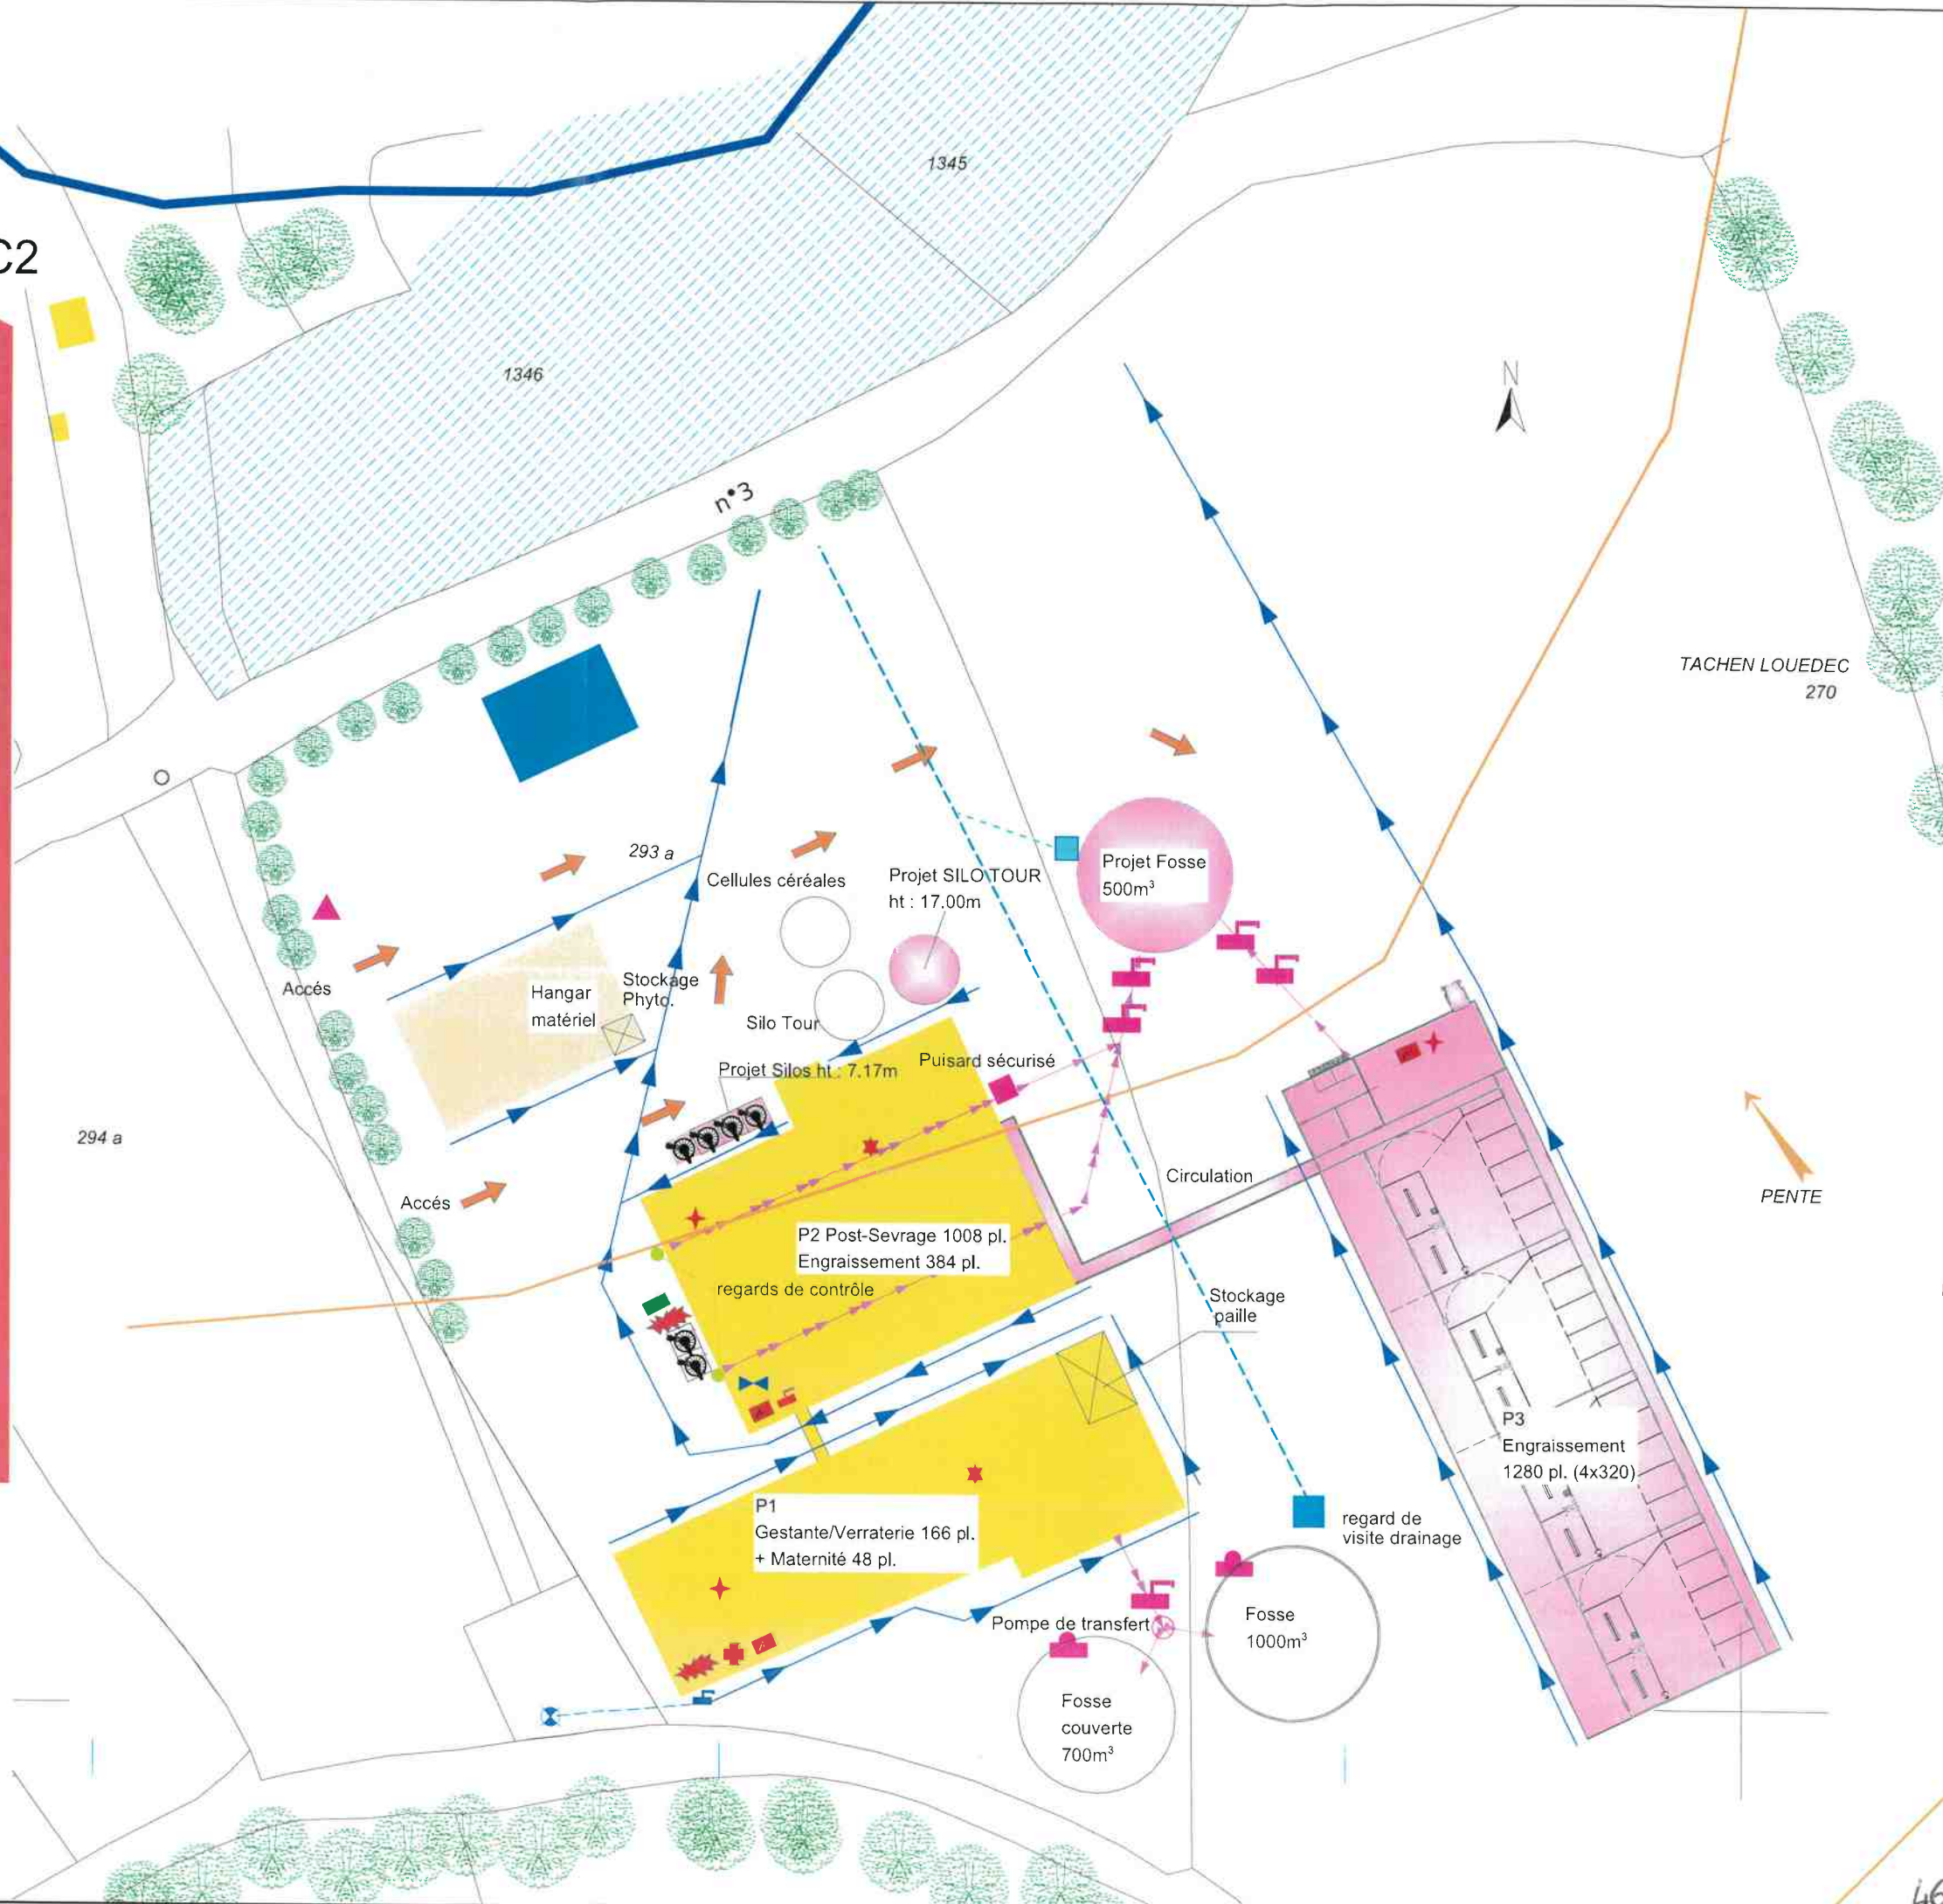 1345
C2
1346
N
n°3
TACHEN LOUEDEC
270
293 a
Cellules céréales
Projet SILO TOUR
ht : 17.00m
Projet Fosse
500m³
Accés
Hangar
matériel
Stockage
Phyto.
Silo Tour
Puisard sécurisé
Projet Silos ht : 7.17m
294 a
Accés
Circulation
PENTE
P2 Post-Sevrage 1008 pl.
Engraissement 384 pl.
regards de contrôle
Stockage
paille
P3
Engraissement
1280 pl. (4x320)
P1
Gestante/Verraterie 166 pl.
+ Maternité 48 pl.
regard de
visite drainage
Pompe de transfert
Fosse
1000m³
Fosse
couverte
700m³
46